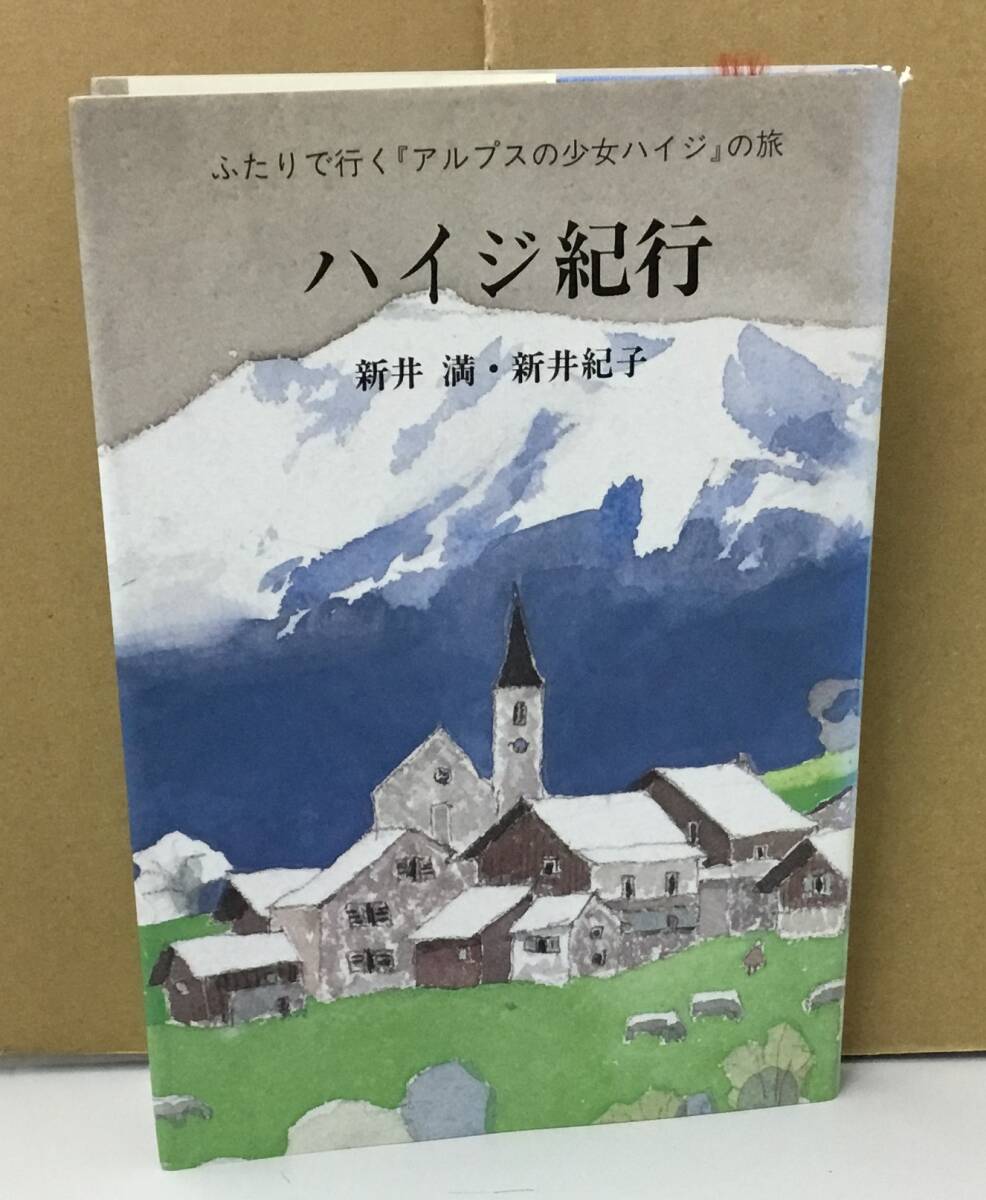 ふたりで行く『アルプスの少女ハイジ』の旅
ハイジ紀行
新井 満・新井紀子